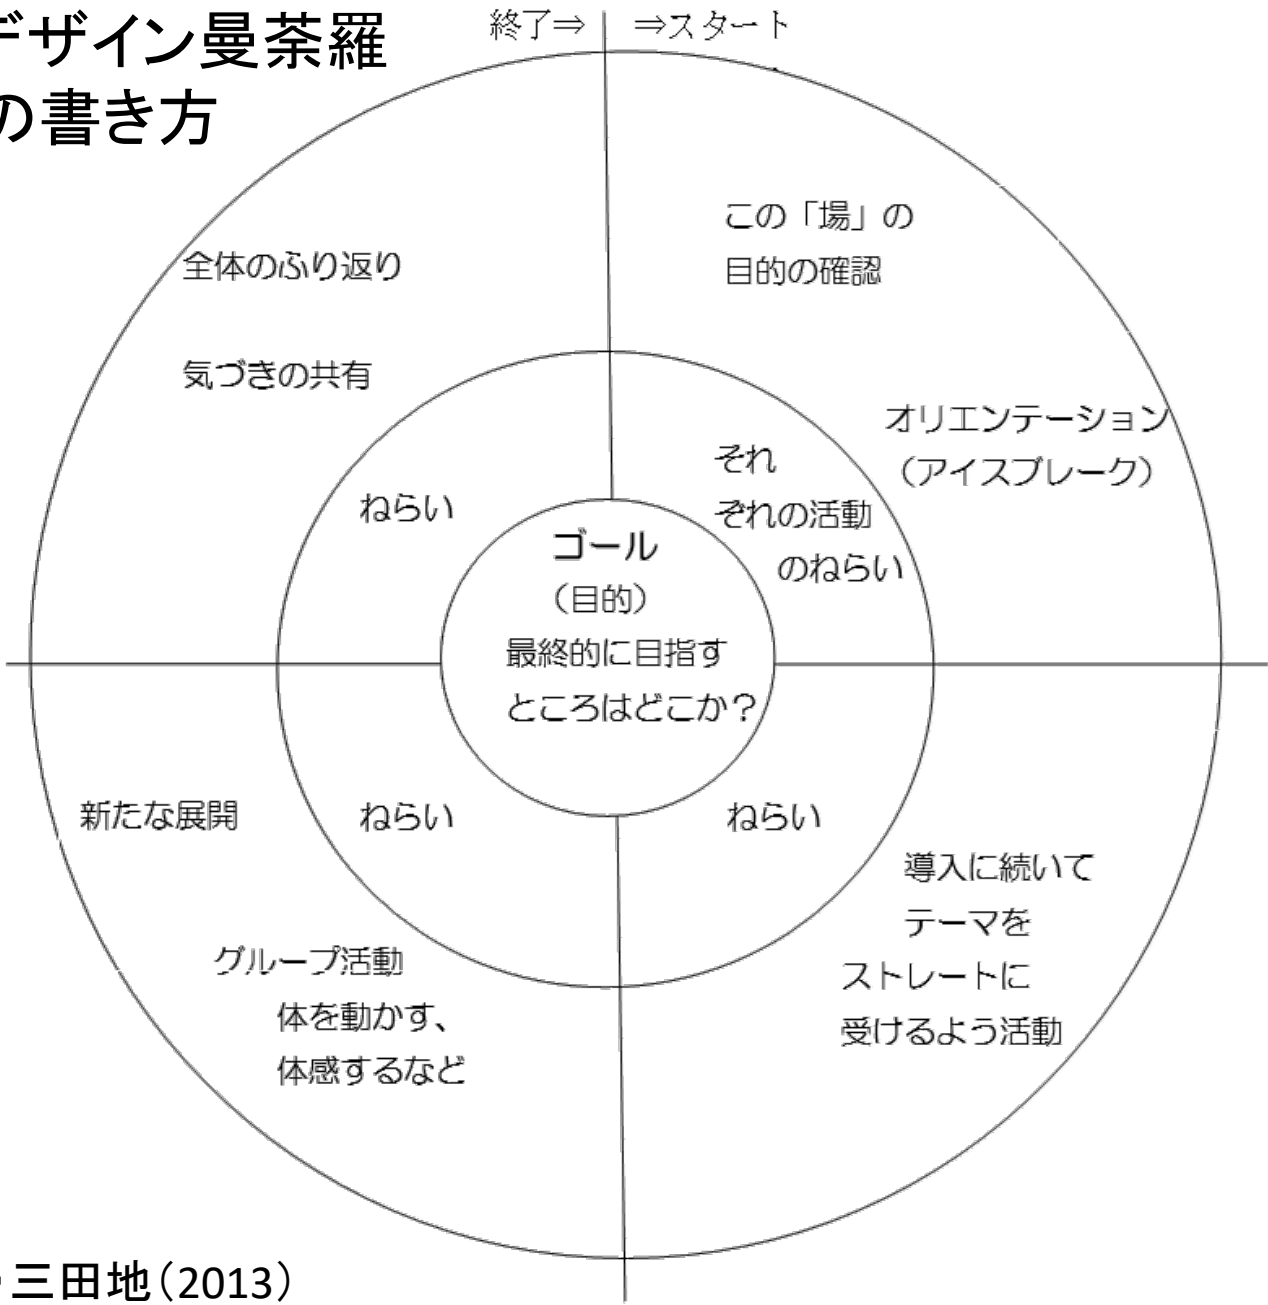 デザイン曼荼羅
の書き方
終了⇒
⇒スタート
この「場」の
目的の確認
オリエンテーション
（アイスブレーク）
それ
ぞれの活動
のねらい
ねらい
導入に続いて
テーマを
ストレートに
受けるよう活動
ねらい
新たな展開
グループ活動
体を動かす、
体感するなど
ねらい
全体のふり返り
気づきの共有
ゴール
（目的）
最終的に目指す
ところはどこか？
三田地（2013）